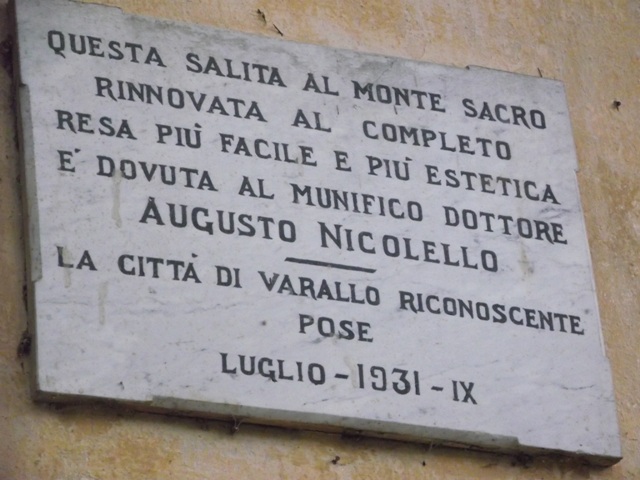 QUESTA SALITA AL MONTE SACRO
RINNOVATA AL COMPLETO
RESA PIÙ FACILE E PIÙ ESTETICA
E' DOVUTA AL MUNIFICO DOTTORE
AUGUSTO NICOLELLO
LA CITTÀ DI VARALLO RICONOSCENTE
POSE
LUGLIO - 1931 - IX